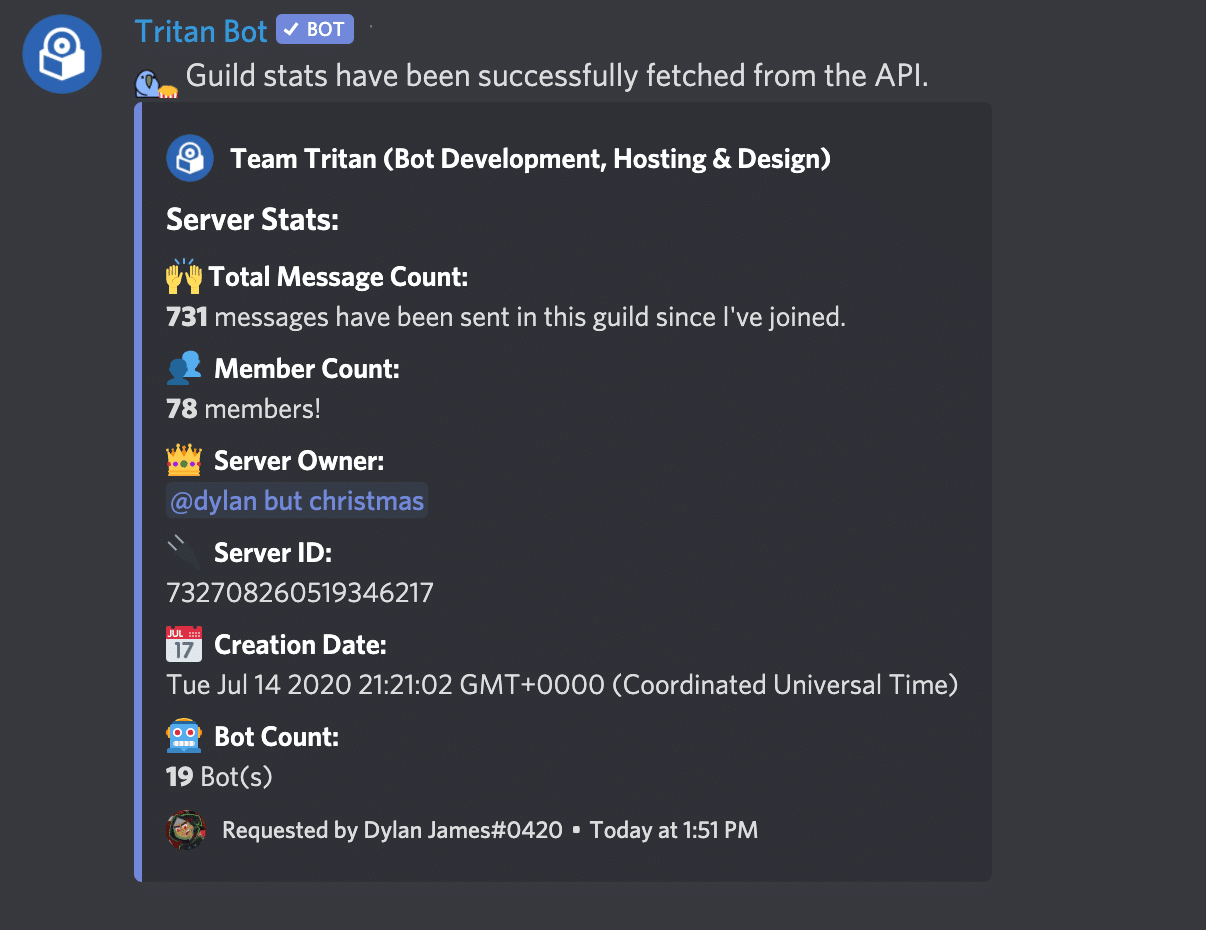 Tritan Bot ✓ BOT
Guild stats have been successfully fetched from the API.
Team Tritan (Bot Development, Hosting & Design)
Server Stats:
🙌 Total Message Count:
731 messages have been sent in this guild since I've joined.
👥 Member Count:
78 members!
👑 Server Owner:
@dylan but christmas
🔌 Server ID:
732708260519346217
📅 Creation Date:
Tue Jul 14 2020 21:21:02 GMT+0000 (Coordinated Universal Time)
🤖 Bot Count:
19 Bot(s)
Requested by Dylan James#0420 • Today at 1:51 PM